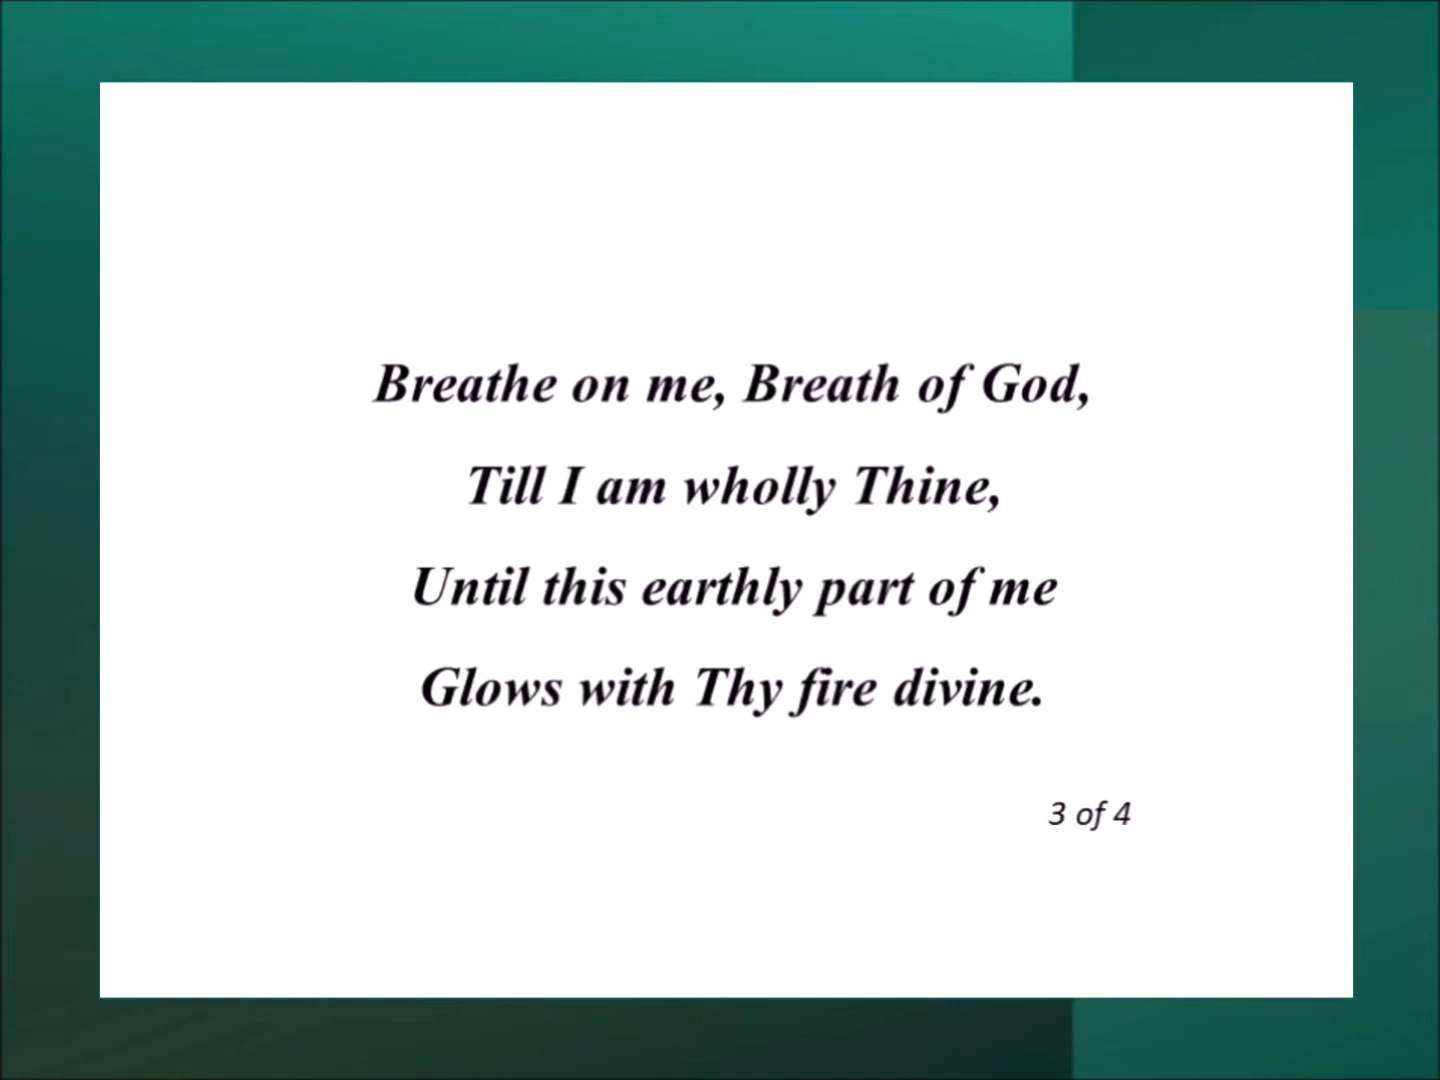 Breathe on me, Breath of God,
Till I am wholly Thine,
Until this earthly part of me
Glows with Thy fire divine.
3 of 4